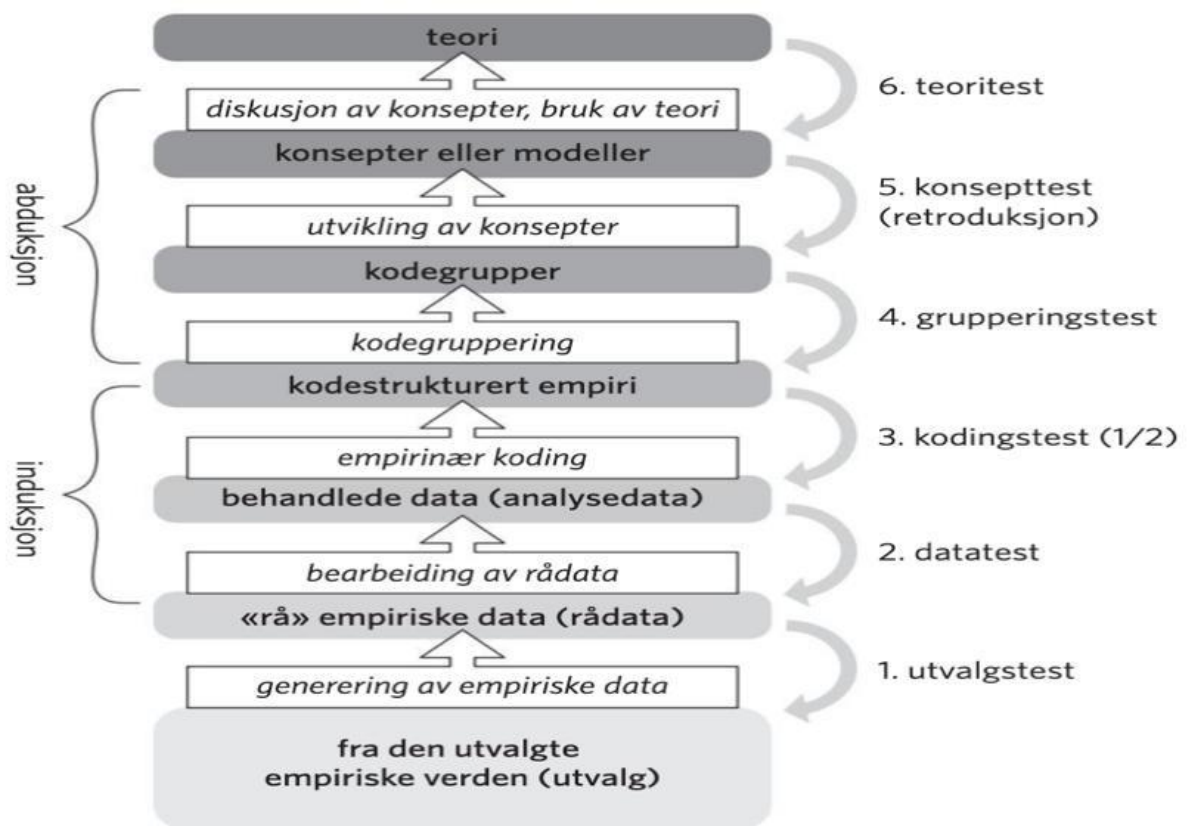 teori
6. teoritest
diskusjon av konsepter, bruk av teori
konsepter eller modeller
5. konsepttest
(retroduksjon)
utvikling av konsepter
abduksjon
kodegrupper
4. grupperingstest
kodegruppering
kodestrukturert empiri
3. kodingstest (1/2)
empirinær koding
behandlede data (analysedata)
induksjon
2. datatest
bearbeiding av rådata
«rå» empiriske data (rådata)
1. utvalgstest
generering av empiriske data
fra den utvalgte
empiriske verden (utvalg)